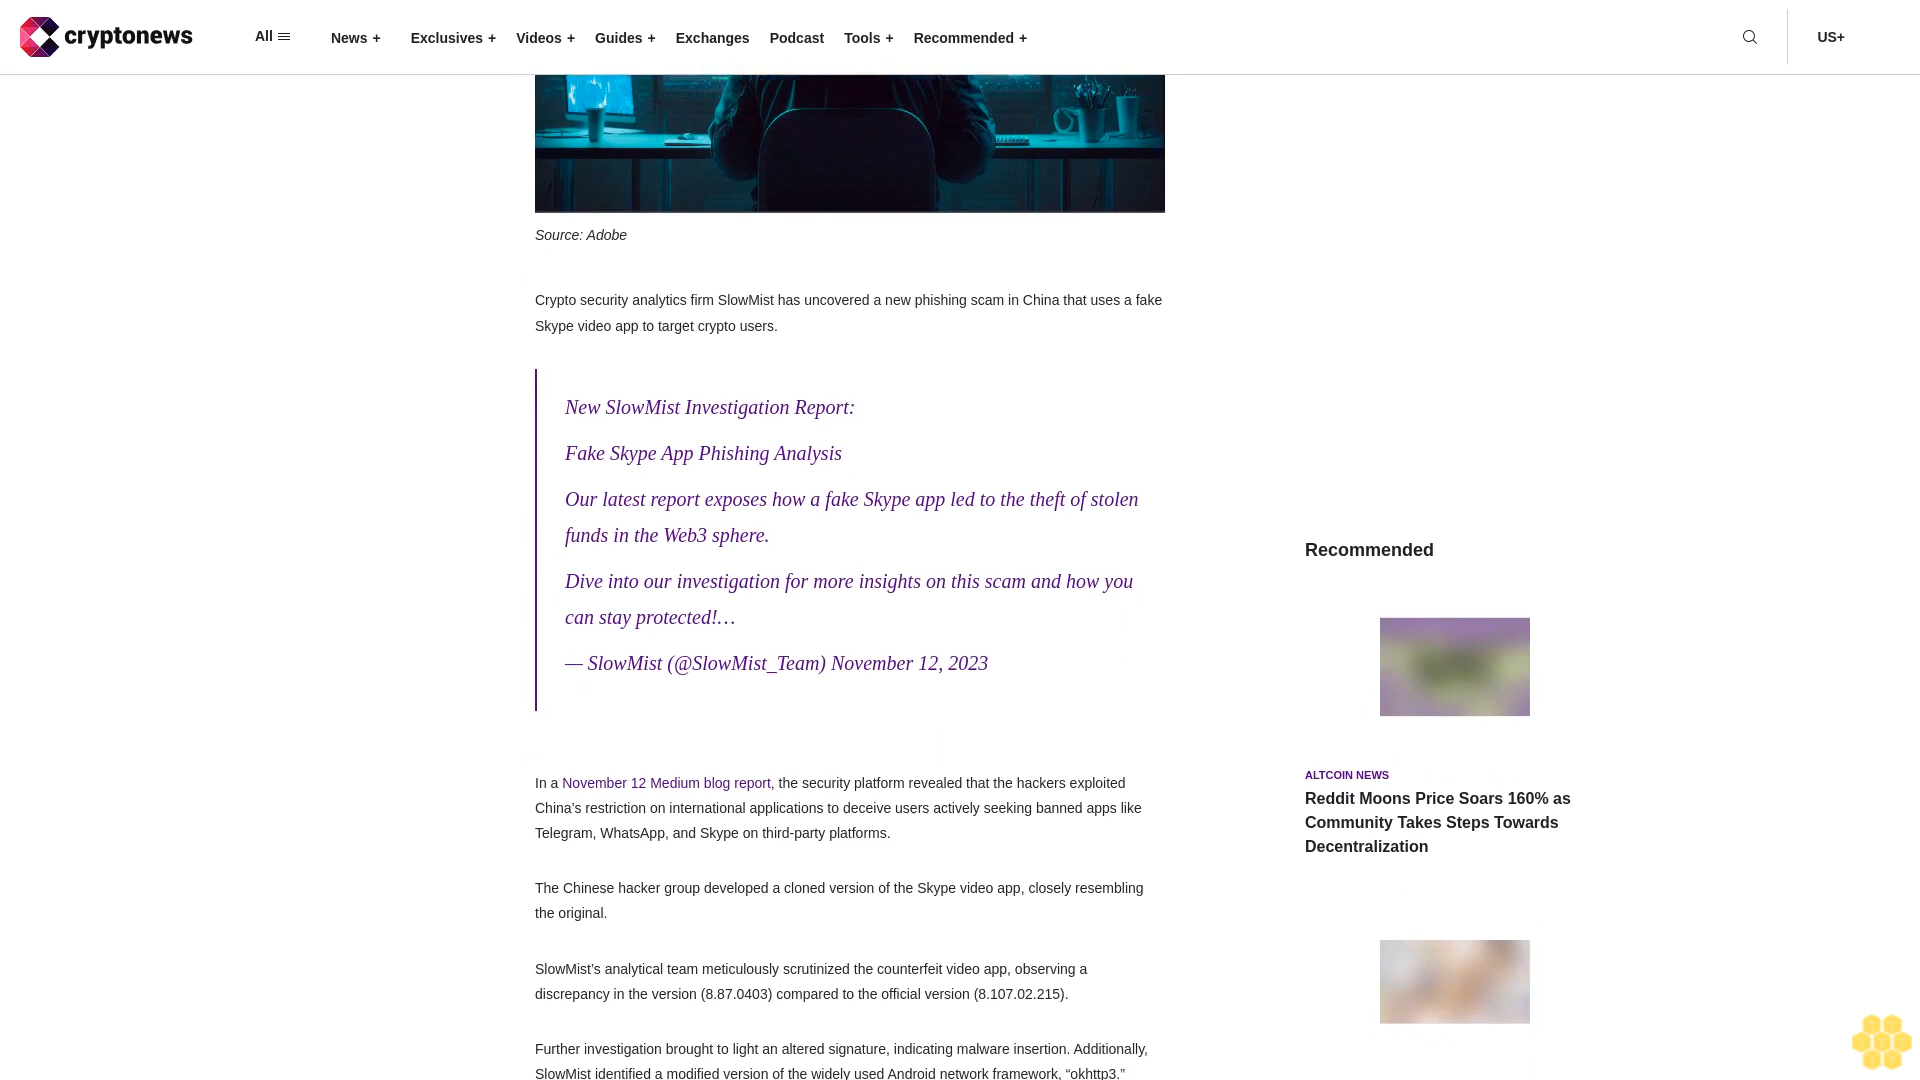 cryptonews
All
News +
Exclusives +
Videos +
Guides +
Exchanges
Podcast
Tools +
Recommended +
US+
Source: Adobe
Crypto security analytics firm SlowMist has uncovered a new phishing scam in China that uses a fake
Skype video app to target crypto users.
New SlowMist Investigation Report:
Fake Skype App Phishing Analysis
Our latest report exposes how a fake Skype app led to the theft of stolen
funds in the Web3 sphere.
Dive into our investigation for more insights on this scam and how you
can stay protected!…
— SlowMist (@SlowMist_Team) November 12, 2023
In a November 12 Medium blog report, the security platform revealed that the hackers exploited
China’s restriction on international applications to deceive users actively seeking banned apps like
Telegram, WhatsApp, and Skype on third-party platforms.
The Chinese hacker group developed a cloned version of the Skype video app, closely resembling
the original.
SlowMist’s analytical team meticulously scrutinized the counterfeit video app, observing a
discrepancy in the version (8.87.0403) compared to the official version (8.107.02.215).
Further investigation brought to light an altered signature, indicating malware insertion. Additionally,
SlowMist identified a modified version of the widely used Android network framework, “okhttp3.”
Recommended
ALTCOIN NEWS
Reddit Moons Price Soars 160% as
Community Takes Steps Towards
Decentralization